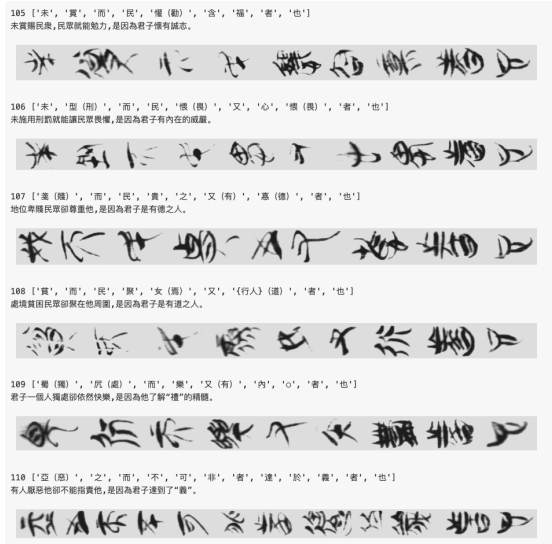 105 ['未', '賞', '而', '民', '懽（勸）', '含', '福', '者', '也']
未賞賜民衆,民眾就能勉力,是因為君子懷有誠志。
106 ['未', '型（刑）', '而', '民', '愄（畏）', '又', '心', '愄（畏）', '者', '也']
未施用刑罰就能讓民眾畏懼,是因為君子有內在的威嚴。
107 ['戔（賤）', '而', '民', '貴', '之', '又（有）', '惪（德）', '者', '也']
地位卑賤民眾卻尊重他,是因為君子是有德之人。
108 ['貧', '而', '民', '聚', '女（焉）', '又', '{行人}（道）', '者', '也']
處境貧困民眾卻聚在他周圍,是因為君子是有道之人。
109 ['蜀（獨）', '凥（處）', '而', '樂', '又（有）', '內', '○', '者', '也']
君子一個人獨處卻依然快樂,是因為他了解“禮”的精髓。
110 ['亞（惡）', '之', '而', '不', '可', '非', '者', '達', '於', '義', '者', '也']
有人厭惡他卻不能指責他,是因為君子達到了“義”。